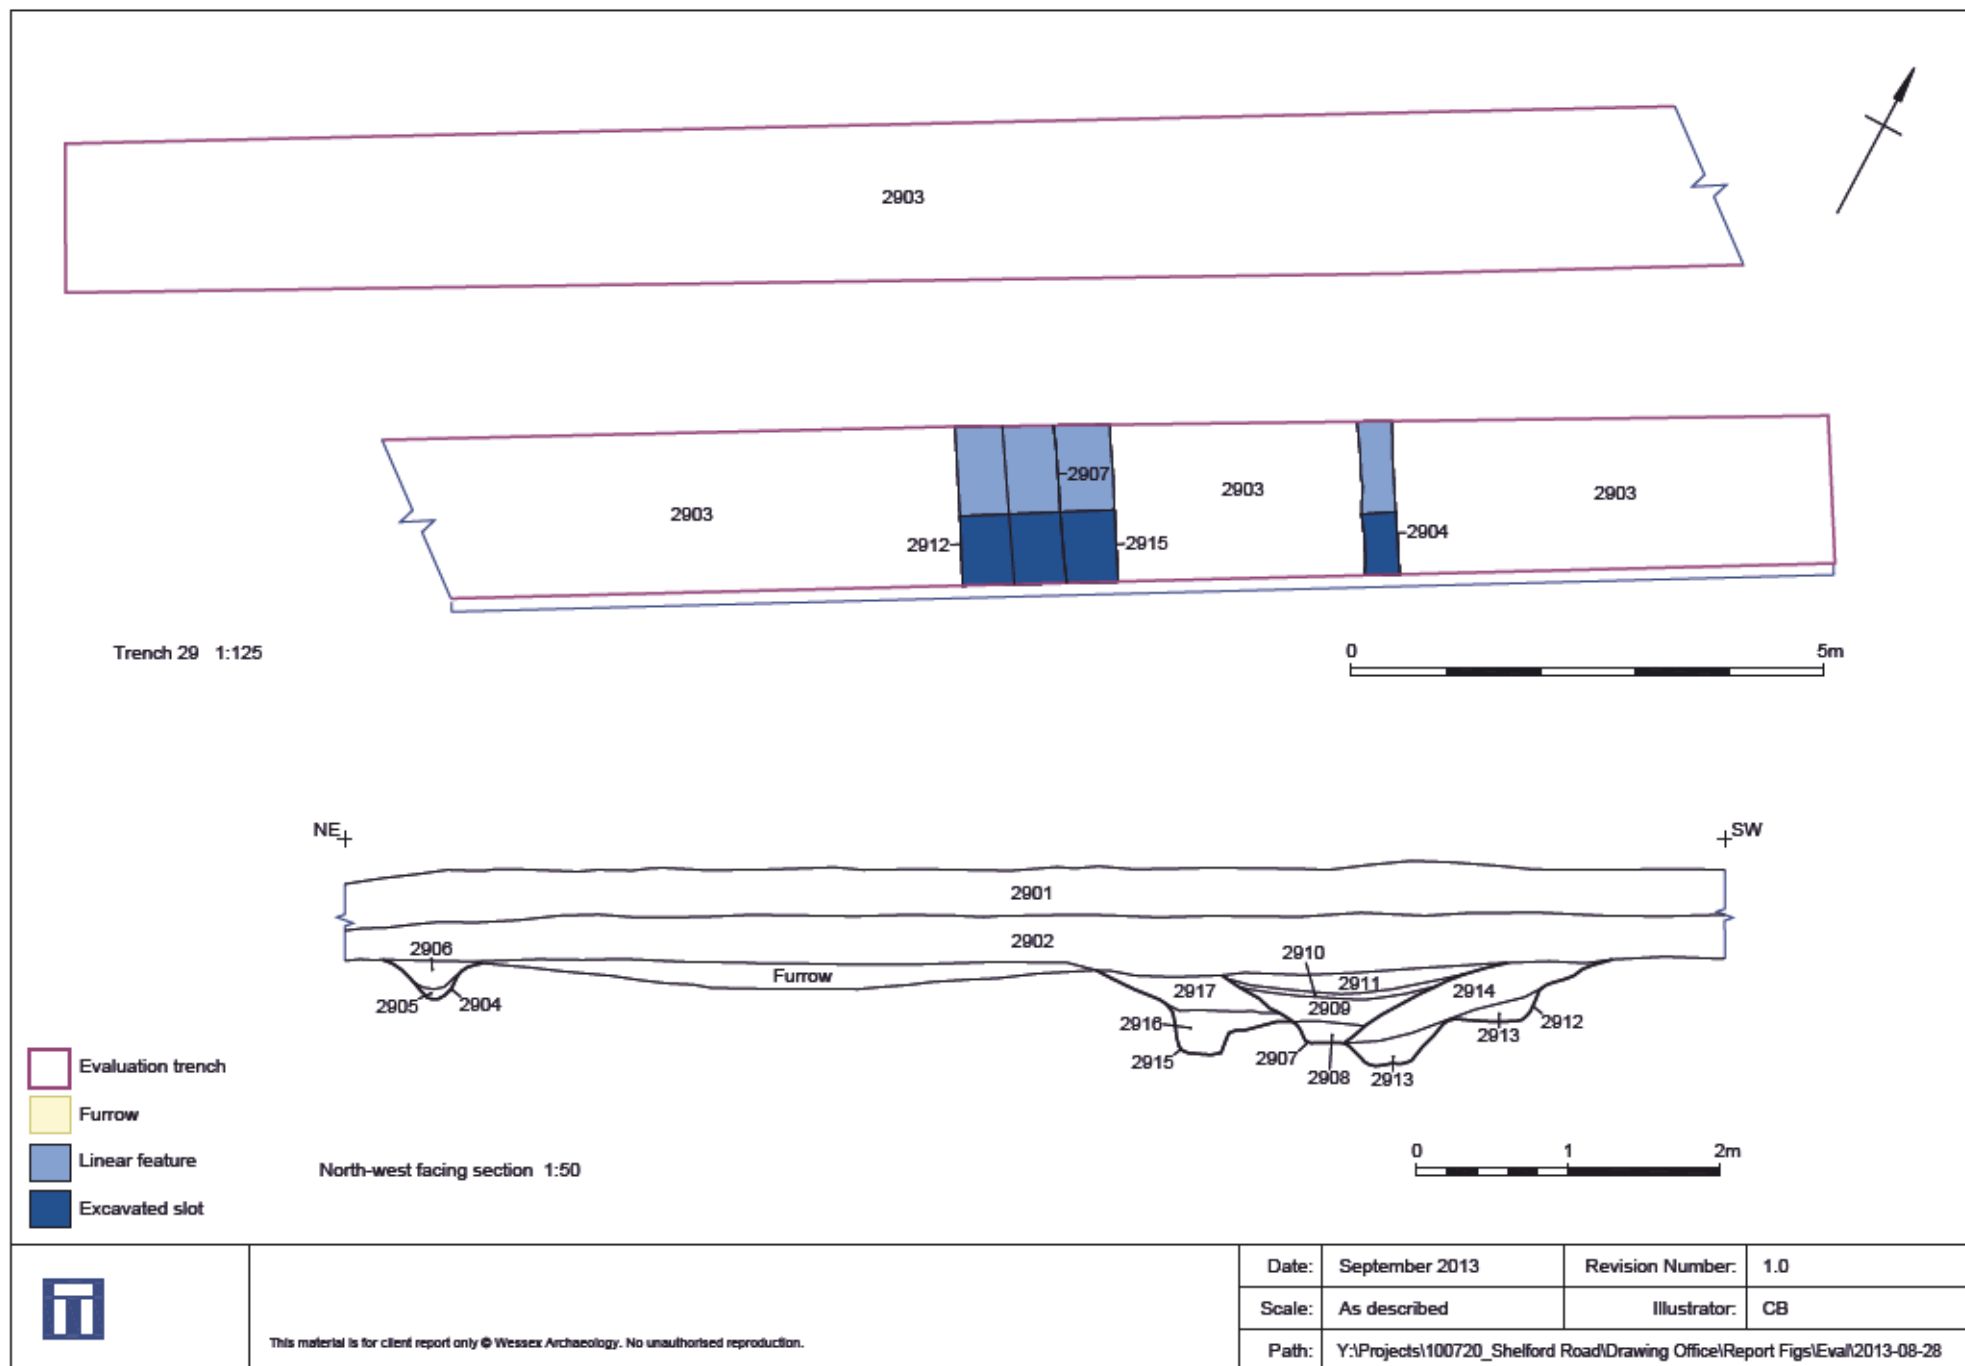 2903
2903
2912
2907
2915
2903
2904
2903
Trench 29 1:125
0 5m
NE
SW
2901
2902
2906
2905
2904
Furrow
2910
2911
2917
2909
2914
2916
2915
2907
2908
2913
2913
2912
Evaluation trench
Furrow
Linear feature
Excavated slot
North-west facing section 1:50
0 1 2m
This material is for client report only © Wessex Archaeology. No unauthorised reproduction.
Date: September 2013 Revision Number: 1.0
Scale: As described Illustrator: CB
Path: Y:\Projects\100720_Shelford Road\Drawing Office\Report Figs\Eval\2013-08-28